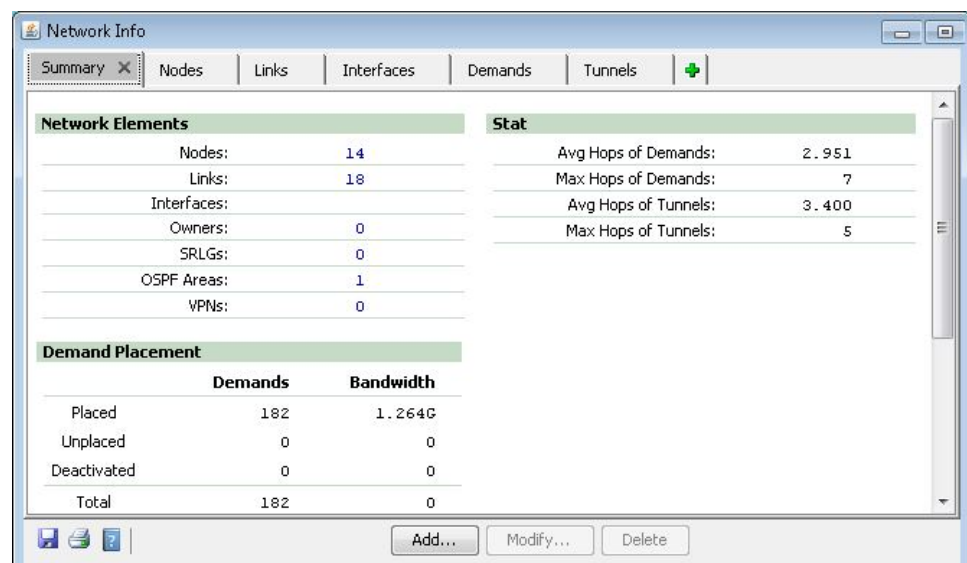 Network Info
Summary Nodes Links Interfaces Demands Tunnels
Network Elements
Nodes: 14
Links: 18
Interfaces:
Owners: 0
SRLGs: 0
OSPF Areas: 1
VPNs: 0
Stat
Avg Hops of Demands: 2.951
Max Hops of Demands: 7
Avg Hops of Tunnels: 3.400
Max Hops of Tunnels: 5
Demand Placement
Demands Bandwidth
Placed 182 1.264G
Unplaced 0 0
Deactivated 0 0
Total 182 0
Add... Modify... Delete